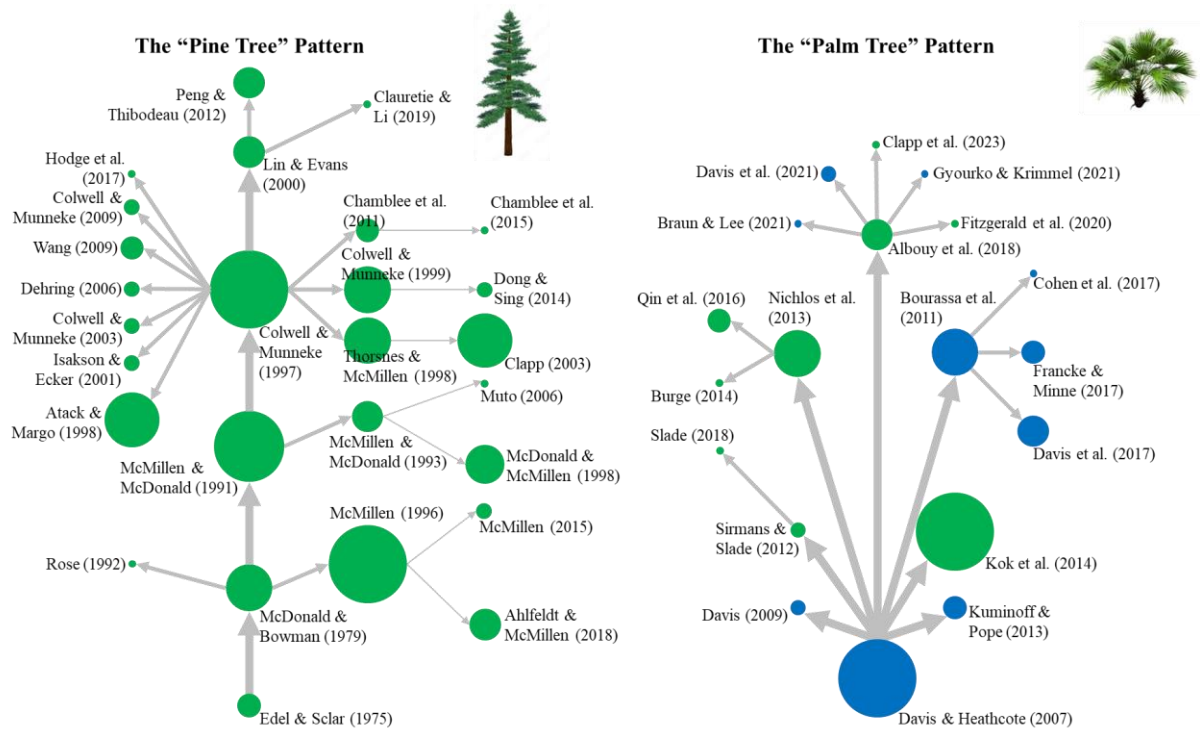 The “Pine Tree” Pattern
Peng &
Thibodeau (2012)
Clauretie &
Li (2019)
Lin & Evans
(2000)
Hodge et al.
(2017)
Colwell &
Munneke (2009)
Wang (2009)
Dehring (2006)
Colwell &
Munneke (2003)
Isakson &
Ecker (2001)
Atack &
Margo (1998)
Chamblee et al.
(2011)
Chamblee et al.
(2015)
Colwell &
Munneke (1999)
Dong &
Sing (2014)
Colwell &
Munneke
(1997)
Thorsnes &
McMillen (1998)
Clapp (2003)
Muto (2006)
McMillen &
McDonald (1991)
McMillen &
McDonald (1993)
McDonald &
McMillen (1998)
McMillen (1996)
McMillen (2015)
Rose (1992)
McDonald &
Bowman (1979)
Ahlfeldt &
McMillen (2018)
Edel & Sclar (1975)
The “Palm Tree” Pattern
Clapp et al. (2023)
Davis et al. (2021)
Gyourko & Krimmel (2021)
Braun & Lee (2021)
Fitzgerald et al. (2020)
Albouy et al. (2018)
Qin et al. (2016)
Nichlos et al.
(2013)
Bourassa et al.
(2011)
Cohen et al. (2017)
Francke &
Minne (2017)
Burge (2014)
Davis et al. (2017)
Slade (2018)
Sirmans &
Slade (2012)
Kok et al. (2014)
Davis (2009)
Kuminoff &
Pope (2013)
Davis & Heathcote (2007)